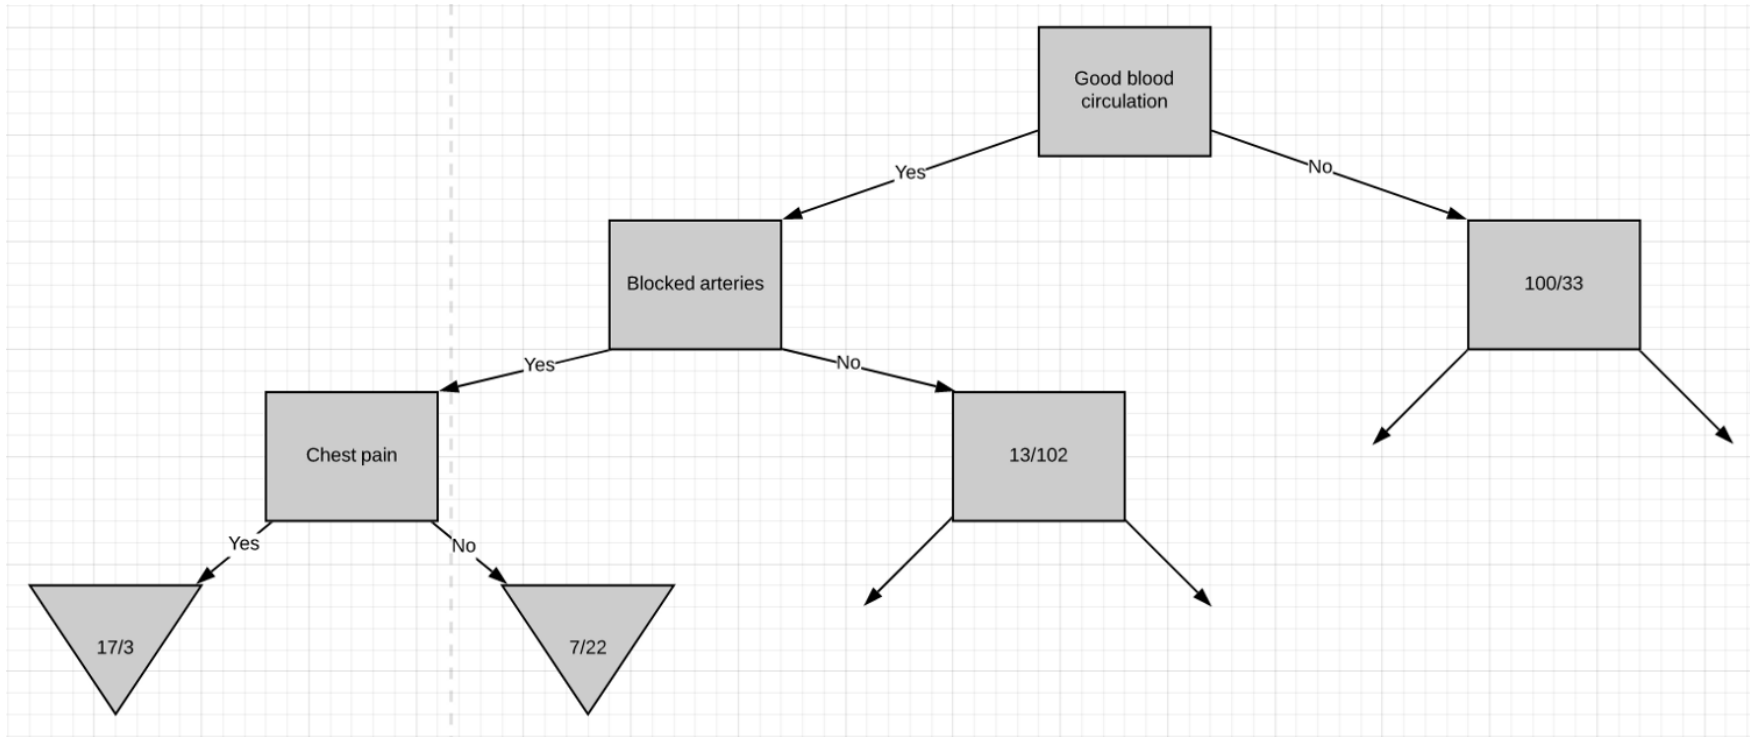 Good blood
circulation
Yes
No
Blocked arteries
100/33
Yes
No
Chest pain
13/102
Yes
No
17/3
7/22